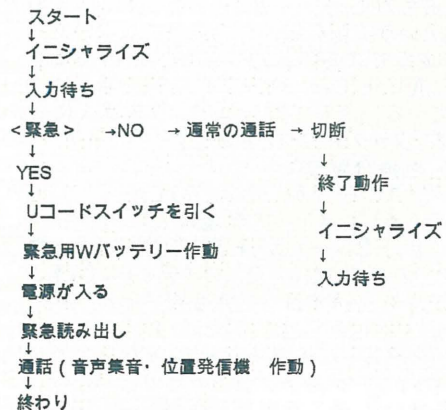 スタート
↓
イニシャライズ
↓
入力待ち
↓
<緊急> →NO → 通常の通話 → 切断
↓ ↓
YES 終了動作
↓ ↓
Uコードスイッチを引く イニシャライズ
↓ ↓
緊急用Wバッテリー作動 入力待ち
↓
電源が入る
↓
緊急読み出し
↓
通話(音声集音・位置発信機 作動)
↓
終わり